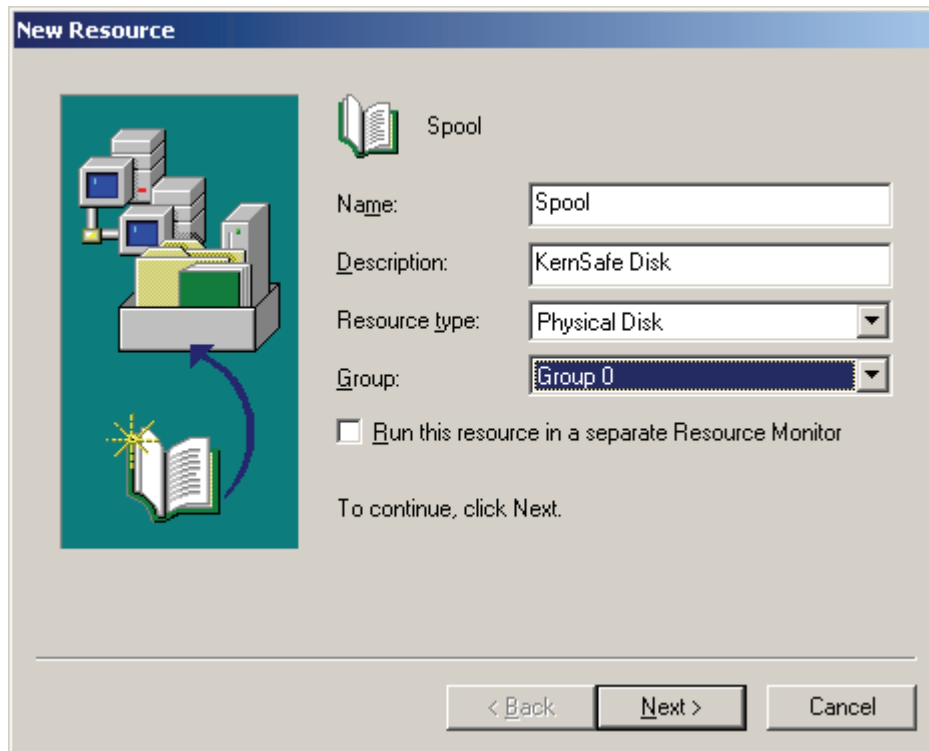 New Resource
Spool
Name: Spool
Description: KernSafe Disk
Resource type: Physical Disk
Group: Group 0
Run this resource in a separate Resource Monitor
To continue, click Next.
< Back Next > Cancel